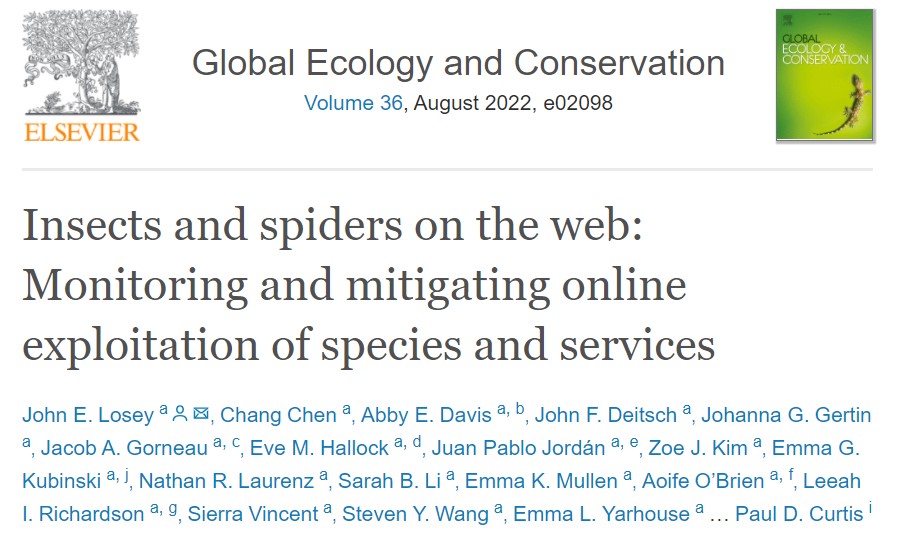 Global Ecology and Conservation
Volume 36, August 2022, e02098
ELSEVIER
GLOBAL
ECOLOGY &
CONSERVATION
Insects and spiders on the web:
Monitoring and mitigating online
exploitation of species and services
John E. Losey a, Chang Chen a, Abby E. Davis a, b, John F. Deitsch a, Johanna G. Gertin
a, Jacob A. Gorneau a, c, Eve M. Hallock a, d, Juan Pablo Jordán a, e, Zoe J. Kim a, Emma G.
Kubinski a, j, Nathan R. Laurenz a, Sarah B. Li a, Emma K. Mullen a, Aoife O’Brien a, f, Leeah
I. Richardson a, g, Sierra Vincent a, Steven Y. Wang a, Emma L. Yarhouse a … Paul D. Curtis i